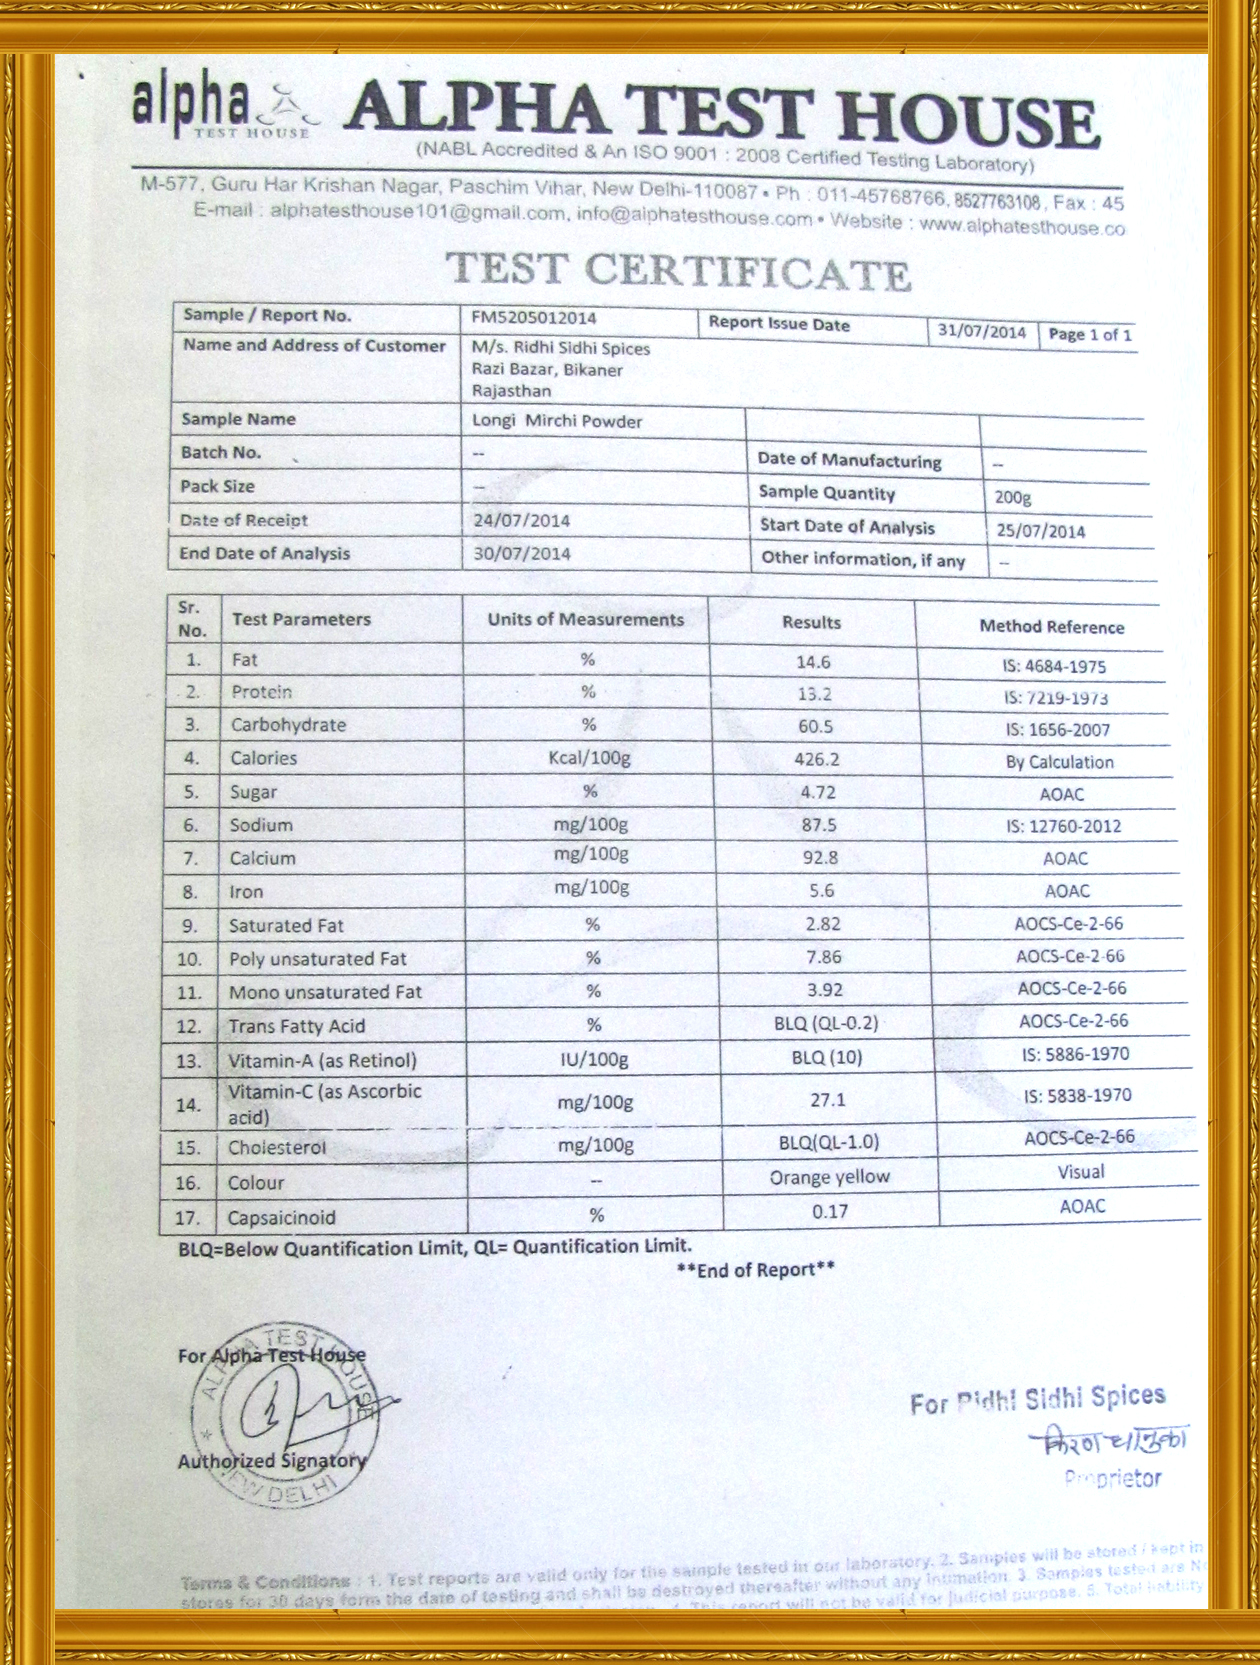 alpha ALPHA TEST HOUSE
TEST HOUSE
(NABL Accredited & An ISO 9001 : 2008 Certified Testing Laboratory)
M-577, Guru Har Krishan Nagar, Paschim Vihar, New Delhi-110087 • Ph : 011-45768766, 8527763108, Fax : 45
E-mail : alphatesthouse101@gmail.com, info@alphatesthouse.com • Website : www.alphatesthouse.co
TEST CERTIFICATE
Sample / Report No. FM5205012014 Report Issue Date 31/07/2014 Page 1 of 1
Name and Address of Customer M/s. Ridhi Sidhi Spices
Razi Bazar, Bikaner
Rajasthan
Sample Name Longi Mirchi Powder
Batch No. -- Date of Manufacturing --
Pack Size -- Sample Quantity 200g
Date of Receipt 24/07/2014 Start Date of Analysis 25/07/2014
End Date of Analysis 30/07/2014 Other information, if any --
Sr. No. Test Parameters Units of Measurements Results Method Reference
1. Fat % 14.6 IS: 4684-1975
2. Protein % 13.2 IS: 7219-1973
3. Carbohydrate % 60.5 IS: 1656-2007
4. Calories Kcal/100g 426.2 By Calculation
5. Sugar % 4.72 AOAC
6. Sodium mg/100g 87.5 IS: 12760-2012
7. Calcium mg/100g 92.8 AOAC
8. Iron mg/100g 5.6 AOAC
9. Saturated Fat % 2.82 AOCS-Ce-2-66
10. Poly unsaturated Fat % 7.86 AOCS-Ce-2-66
11. Mono unsaturated Fat % 3.92 AOCS-Ce-2-66
12. Trans Fatty Acid % BLQ (QL-0.2) AOCS-Ce-2-66
13. Vitamin-A (as Retinol) IU/100g BLQ (10) IS: 5886-1970
14. Vitamin-C (as Ascorbic acid) mg/100g 27.1 IS: 5838-1970
15. Cholesterol mg/100g BLQ(QL-1.0) AOCS-Ce-2-66
16. Colour -- Orange yellow Visual
17. Capsaicinoid % 0.17 AOAC
BLQ=Below Quantification Limit, QL= Quantification Limit.
**End of Report**
For Alpha Test House
ALPHA TEST HOUSE
NEW DELHI
Authorized Signatory
For Ridhi Sidhi Spices
किरण
Proprietor
Terms & Conditions : 1. Test reports are valid only for the sample tested in our laboratory. 2. Samples will be stored / kept in
stores for 30 days form the date of testing and shall be destroyed thereafter without any intimation. 3. Samples tested are
4. This report will not be valid for judicial purpose. 5. Total liability